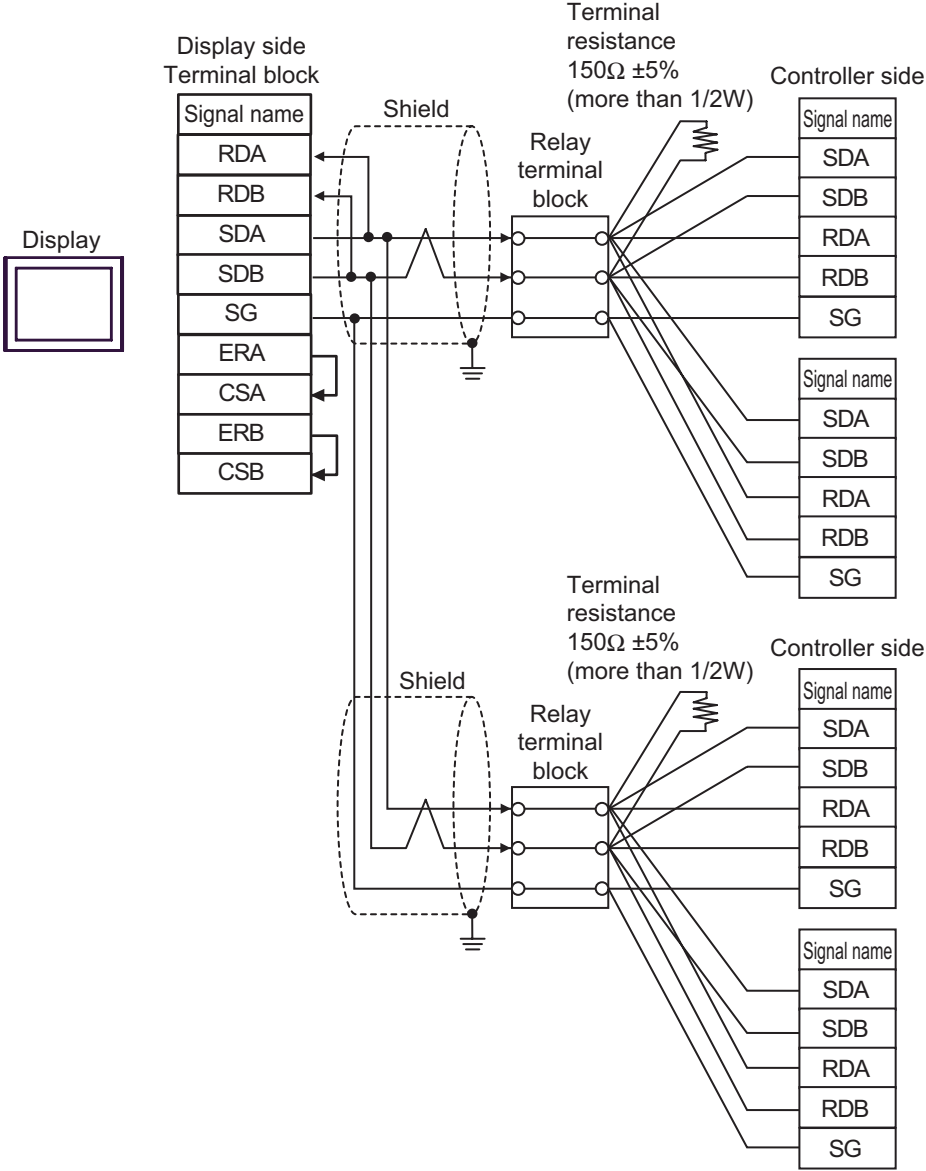 Display
Display side
Terminal block
Signal name
RDA
RDB
SDA
SDB
SG
ERA
CSA
ERB
CSB
Shield
Relay
terminal
block
Terminal
resistance
150Ω ±5%
(more than 1/2W)
Controller side
Signal name
SDA
SDB
RDA
RDB
SG
Signal name
SDA
SDB
RDA
RDB
SG
Shield
Relay
terminal
block
Terminal
resistance
150Ω ±5%
(more than 1/2W)
Controller side
Signal name
SDA
SDB
RDA
RDB
SG
Signal name
SDA
SDB
RDA
RDB
SG